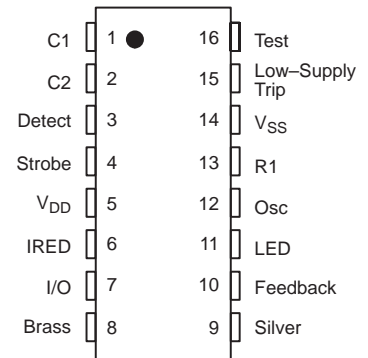 C1 1 16 Test
C2 2 15 Low–Supply
Trip
Detect 3 14 VSS
Strobe 4 13 R1
VDD 5 12 Osc
IRED 6 11 LED
I/O 7 10 Feedback
Brass 8 9 Silver